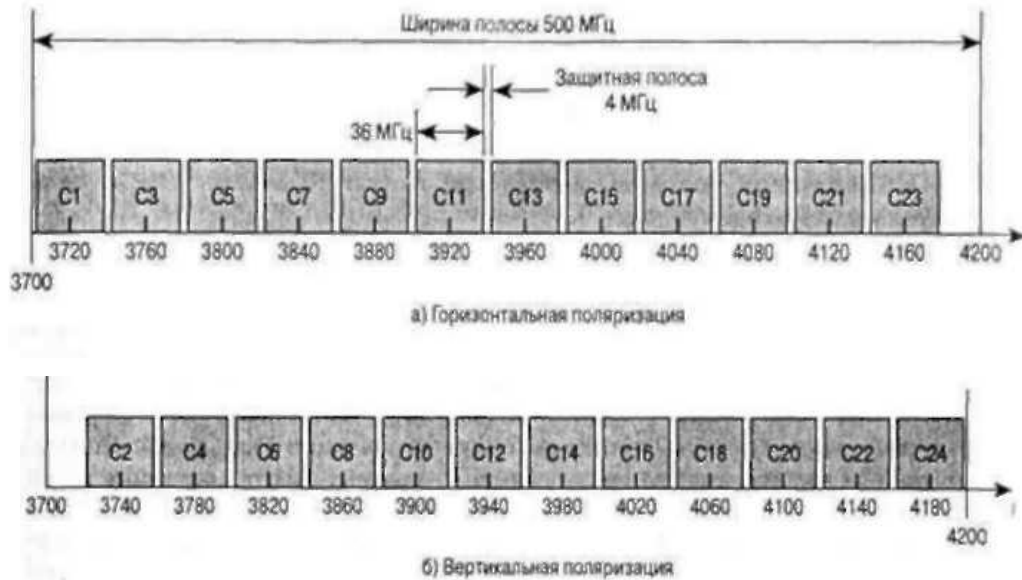 Ширина полосы 500 МГц
Защитная полоса
4 МГц
36 МГц
C1 C3 C5 C7 C9 C11 C13 C15 C17 C19 C21 C23
3720 3760 3800 3840 3880 3920 3960 4000 4040 4080 4120 4160 4200
3700
а) Горизонтальная поляризация
C2 C4 C6 C8 C10 C12 C14 C16 C18 C20 C22 C24
3700 3740 3780 3820 3860 3900 3940 3980 4020 4060 4100 4140 4180
4200
б) Вертикальная поляризация